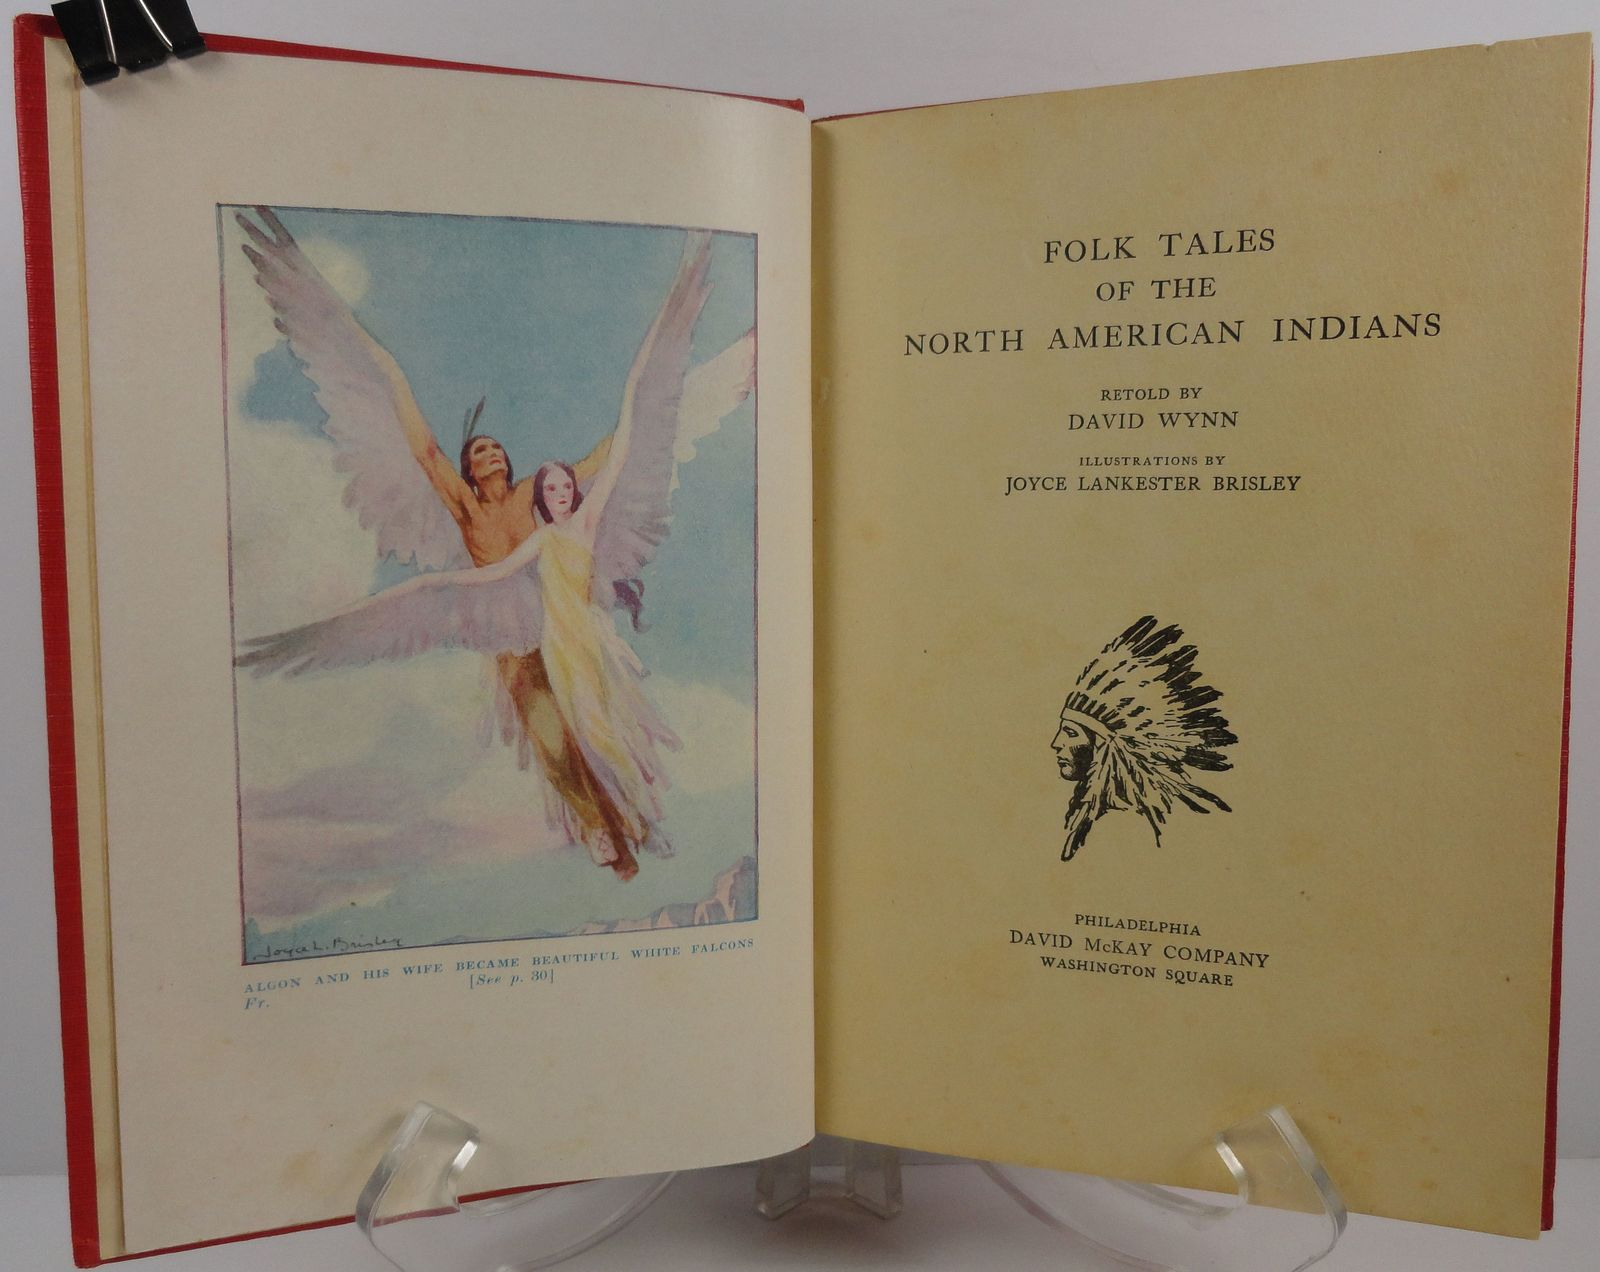 Joyce L. Brisley
ALGON AND HIS WIFE BECAME BEAUTIFUL WHITE FALCONS
[See p. 30]
Fr.
FOLK TALES
OF THE
NORTH AMERICAN INDIANS
RETOLD BY
DAVID WYNN
ILLUSTRATIONS BY
JOYCE LANKESTER BRISLEY
PHILADELPHIA
DAVID McKAY COMPANY
WASHINGTON SQUARE